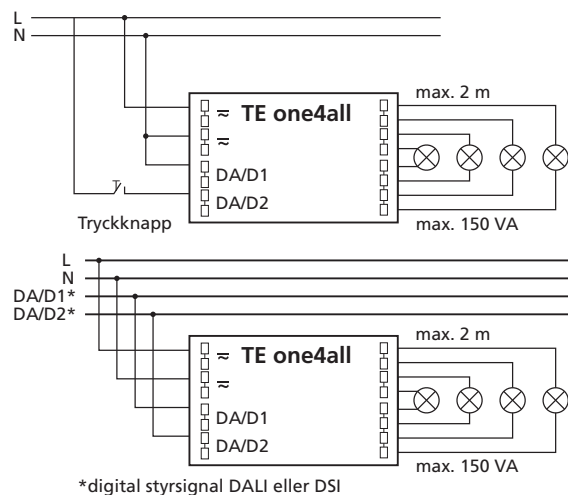 L
N
max. 2 m
≂ TE one4all
≂
DA/D1
DA/D2
Tryckknapp
max. 150 VA
L
N
DA/D1*
DA/D2*
max. 2 m
≂ TE one4all
≂
DA/D1
DA/D2
max. 150 VA
*digital styrsignal DALI eller DSI